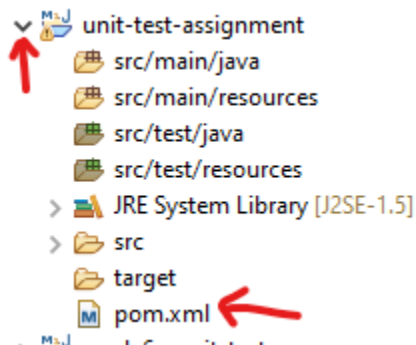 unit-test-assignment
src/main/java
src/main/resources
src/test/java
src/test/resources
JRE System Library [J2SE-1.5]
src
target
pom.xml